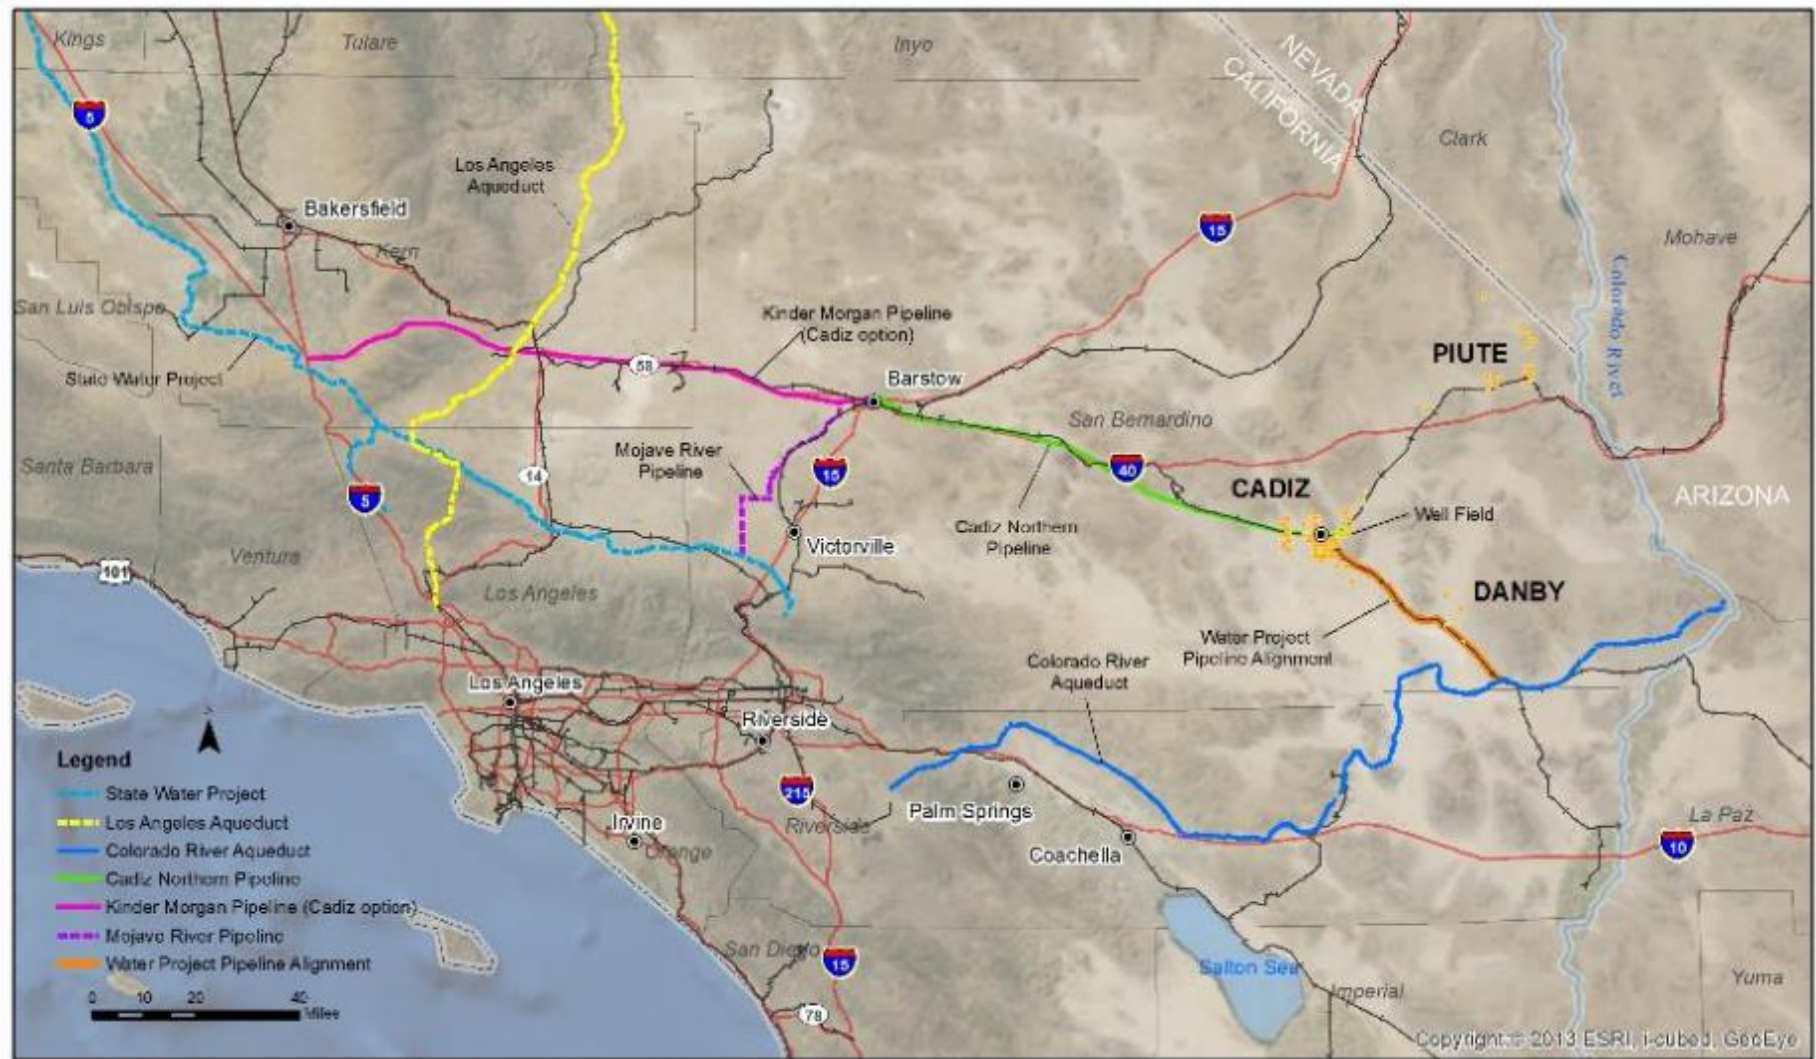 Kings
Tulare
Inyo
NEVADA
CALIFORNIA
5
Clark
Los Angeles
Aqueduct
Bakersfield
15
Mohave
Kern
Colorado River
San Luis Obispo
Kinder Morgan Pipeline
(Cadiz option)
PIUTE
58
State Water Project
Barstow
San Bernardino
Santa Barbara
Mojave River
Pipeline
14
15
40
CADIZ
ARIZONA
5
Well Field
Cadiz Northern
Pipeline
Victorville
Ventura
101
Los Angeles
DANBY
Water Project
Pipeline Alignment
Colorado River
Aqueduct
Los Angeles
Riverside
215
Palm Springs
Riverside
Irvine
Orange
Coachella
La Paz
10
San Diego
15
Salton Sea
Imperial
Yuma
78
Legend
State Water Project
Los Angeles Aqueduct
Colorado River Aqueduct
Cadiz Northern Pipeline
Kinder Morgan Pipeline (Cadiz option)
Mojave River Pipeline
Water Project Pipeline Alignment
0 10 20 40
Miles
Copyright:© 2013 ESRI, i-cubed, GeoEye